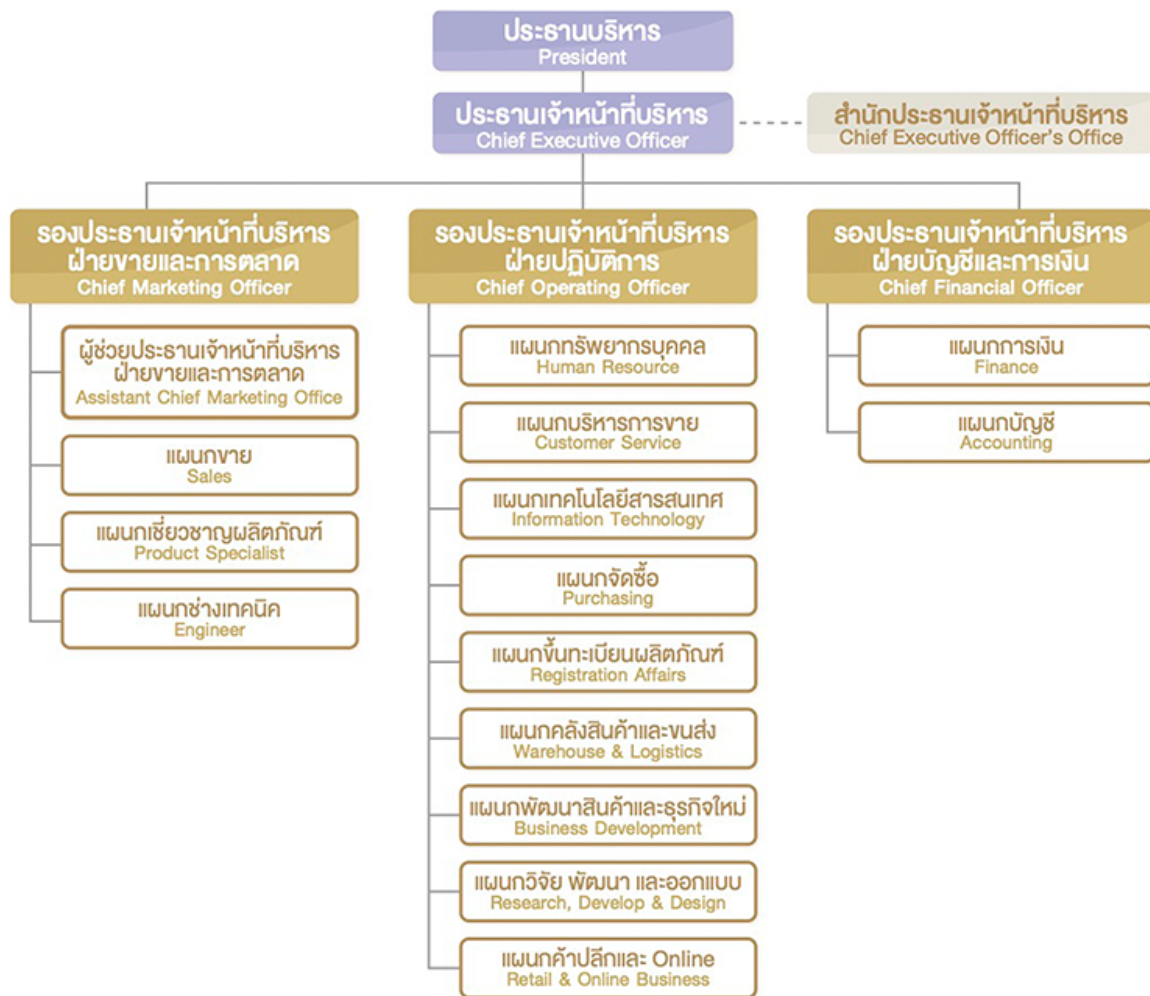 ประธานบริหาร
President
ประธานเจ้าหน้าที่บริหาร
Chief Executive Officer
สำนักประธานเจ้าหน้าที่บริหาร
Chief Executive Officer's Office
รองประธานเจ้าหน้าที่บริหาร
ฝ่ายขายและการตลาด
Chief Marketing Officer
ผู้ช่วยประธานเจ้าหน้าที่บริหาร
ฝ่ายขายและการตลาด
Assistant Chief Marketing Office
แผนกขาย
Sales
แผนกเชี่ยวชาญผลิตภัณฑ์
Product Specialist
แผนกช่างเทคนิค
Engineer
รองประธานเจ้าหน้าที่บริหาร
ฝ่ายปฏิบัติการ
Chief Operating Officer
แผนกทรัพยากรบุคคล
Human Resource
แผนกบริหารการขาย
Customer Service
แผนกเทคโนโลยีสารสนเทศ
Information Technology
แผนกจัดซื้อ
Purchasing
แผนกขึ้นทะเบียนผลิตภัณฑ์
Registration Affairs
แผนกคลังสินค้าและขนส่ง
Warehouse & Logistics
แผนกพัฒนาสินค้าและธุรกิจใหม่
Business Development
แผนกวิจัย พัฒนา และออกแบบ
Research, Develop & Design
แผนกค้าปลีกและ Online
Retail & Online Business
รองประธานเจ้าหน้าที่บริหาร
ฝ่ายบัญชีและการเงิน
Chief Financial Officer
แผนกการเงิน
Finance
แผนกบัญชี
Accounting